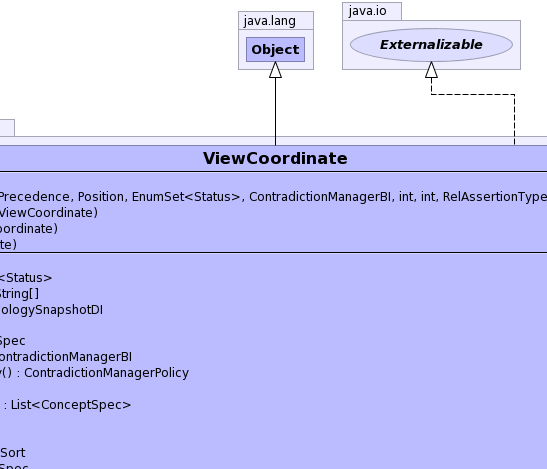 java.lang
java.io
Object
Externalizable
ViewCoordinate
Precedence, Position, EnumSet<Status>, ContradictionManagerBI, int, int, RelAssertionType
ViewCoordinate)
oordinate)
te)
<Status>
String[]
ologySnapshotDI
Spec
ontradictionManagerBI
y() : ContradictionManagerPolicy
: List<ConceptSpec>
Sort
Spec